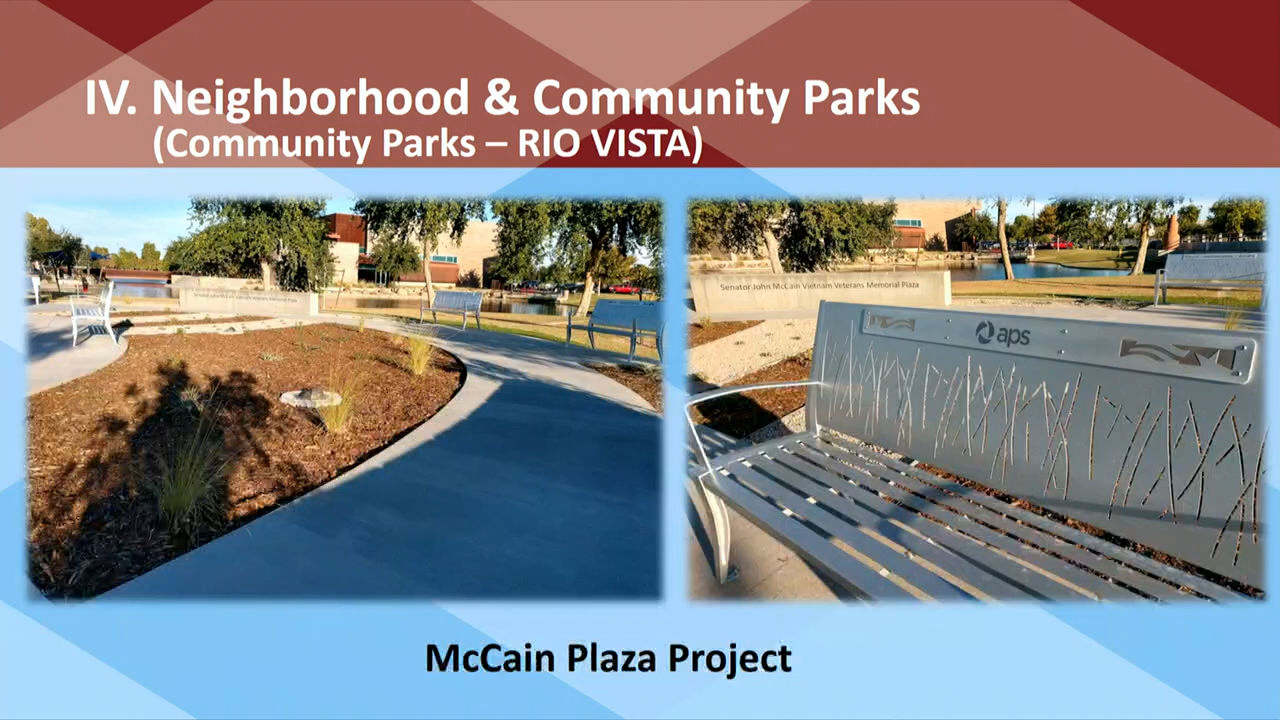 IV. Neighborhood & Community Parks
(Community Parks – RIO VISTA)
Senator John McCain Vietnam Veterans Memorial Plaza
aps
McCain Plaza Project